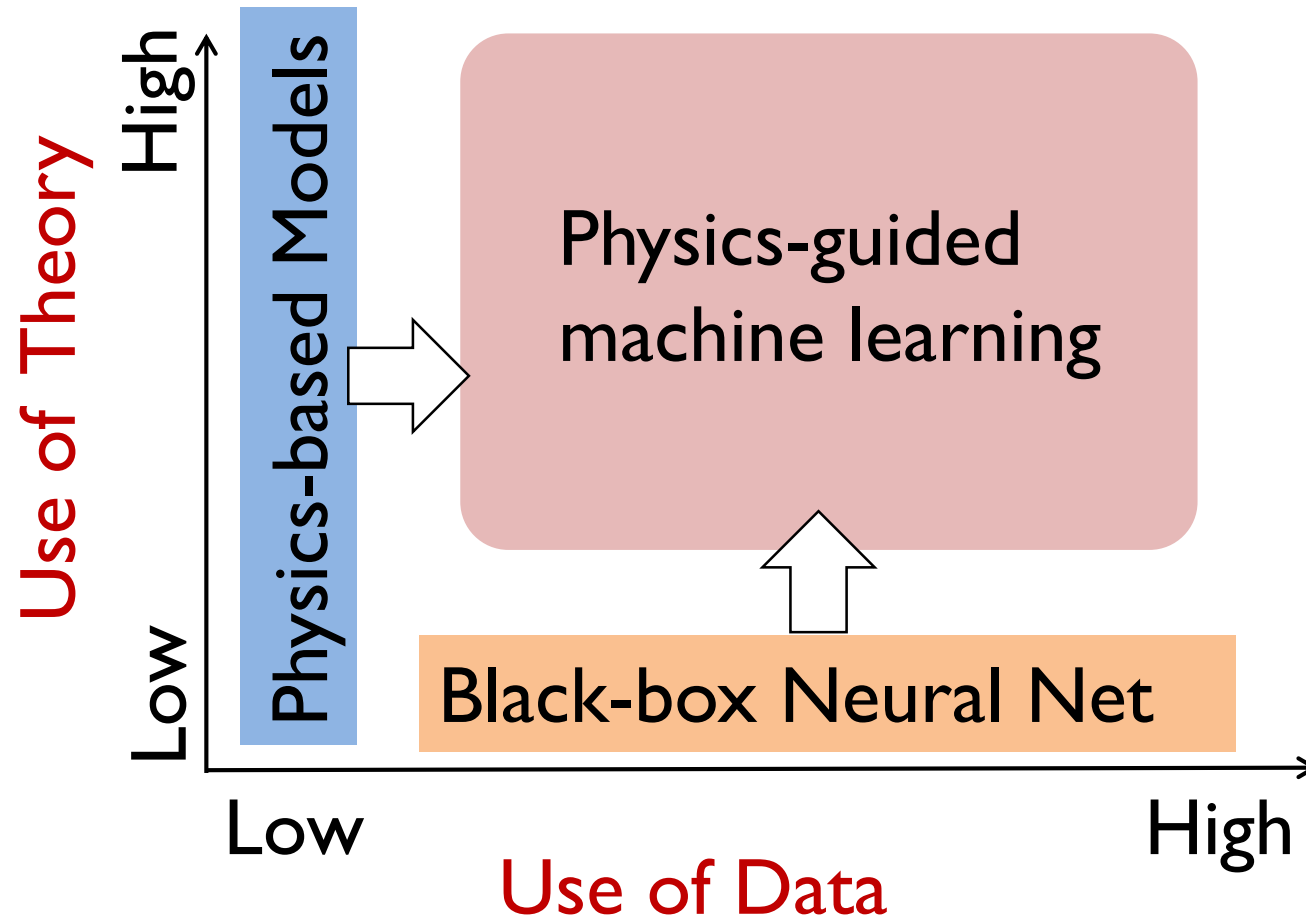 Use of Theory
High
Low
Physics-based Models
Physics-guided
machine learning
Black-box Neural Net
Low
High
Use of Data